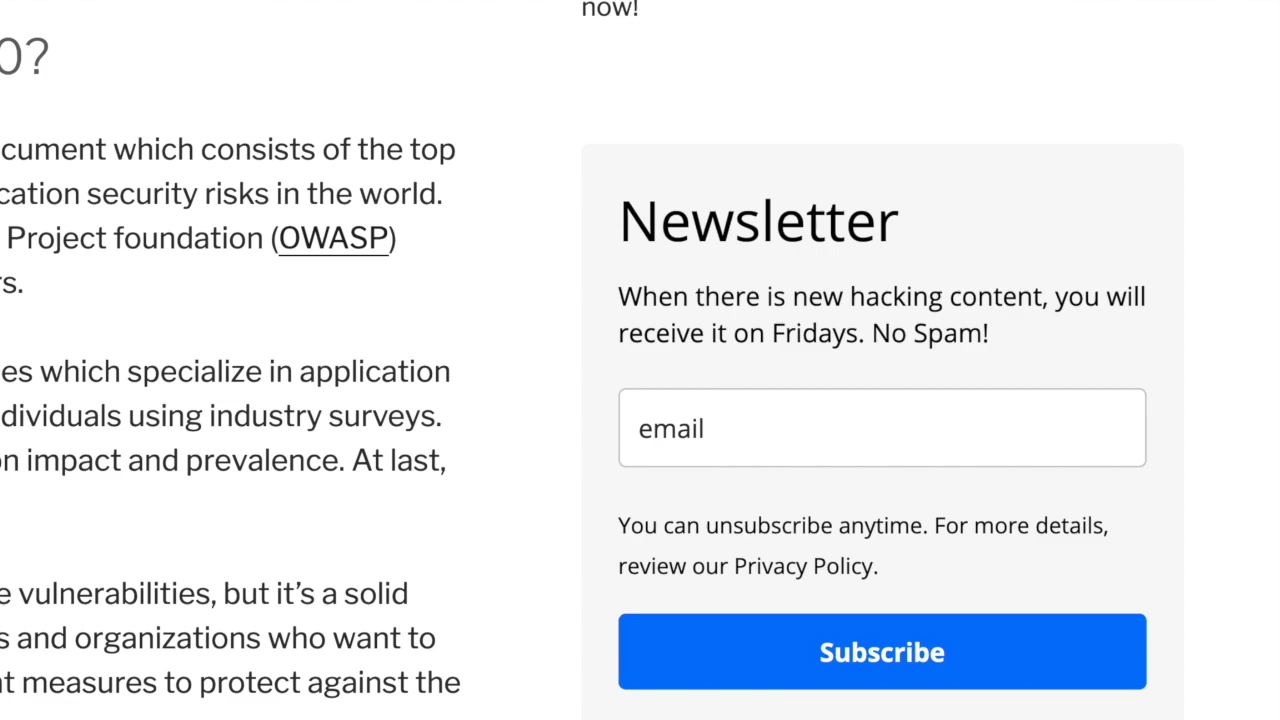 0?
cument which consists of the top
cation security risks in the world.
Project foundation (OWASP)
rs.
es which specialize in application
dividuals using industry surveys.
on impact and prevalence. At last,
e vulnerabilities, but it’s a solid
s and organizations who want to
nt measures to protect against the
now!
Newsletter
When there is new hacking content, you will
receive it on Fridays. No Spam!
email
You can unsubscribe anytime. For more details,
review our Privacy Policy.
Subscribe